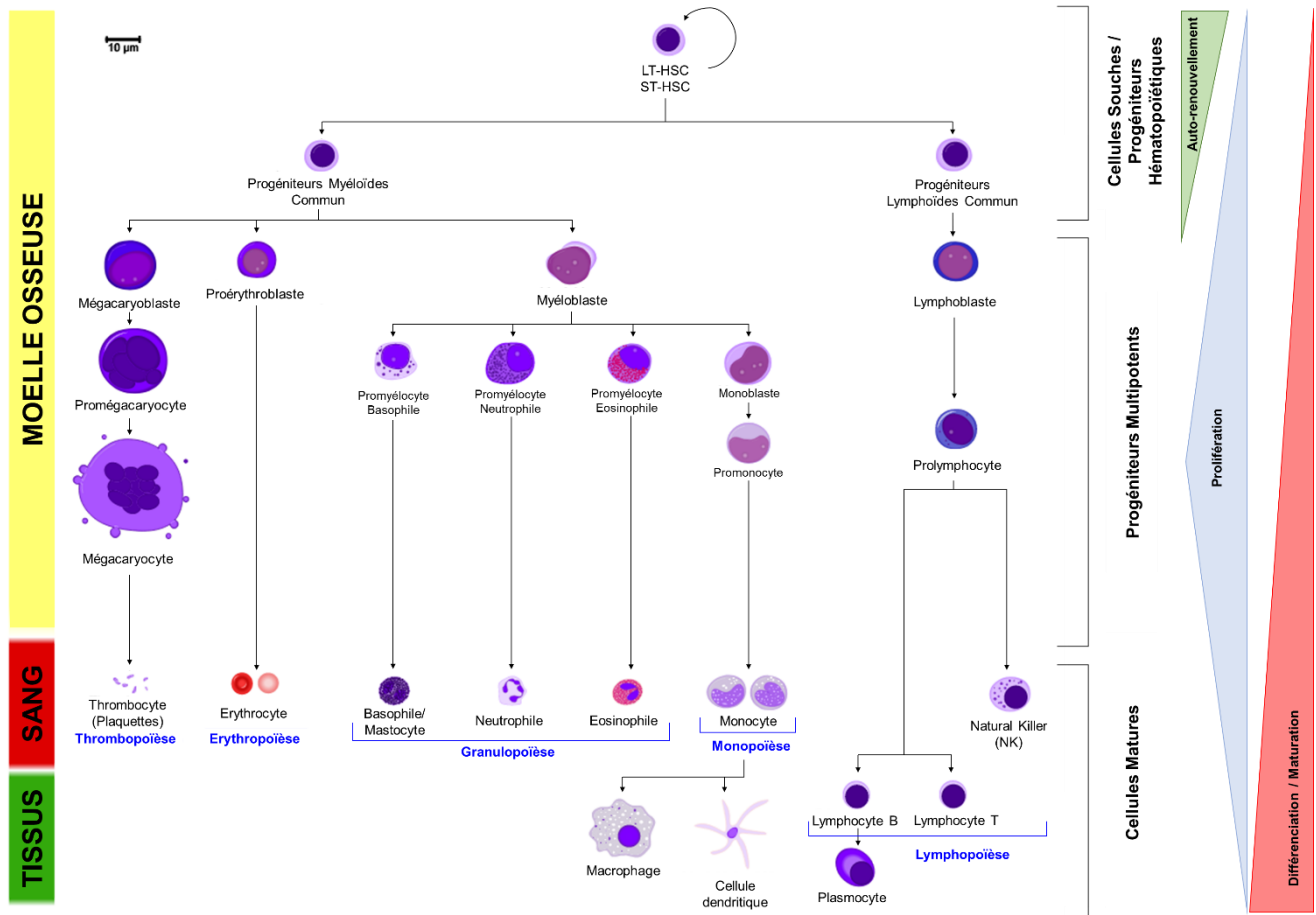 10 µm
LT-HSC
ST-HSC
Progéniteurs Myéloïdes
Commun
Progéniteurs
Lymphoïdes Commun
Mégacaryoblaste
Proérythroblaste
Myéloblaste
Lymphoblaste
Promyélocyte
Basophile
Promyélocyte
Neutrophile
Promyélocyte
Eosinophile
Monoblaste
Promégacaryocyte
Promonocyte
Prolymphocyte
Mégacaryocyte
Thrombocyte
(Plaquettes)
Thrombopoïèse
Erythrocyte
Erythropoïèse
Basophile/
Mastocyte
Neutrophile
Eosinophile
Granulopoïèse
Monocyte
Monopoïèse
Natural Killer
(NK)
Lymphocyte B
Lymphocyte T
Lymphopoïèse
Macrophage
Cellule
dendritique
Plasmocyte
MOELLE OSSEUSE
SANG
TISSUS
Cellules Souches /
Progéniteurs
Hématopoïétiques
Progéniteurs Multipotents
Cellules Matures
Auto-renouvellement
Prolifération
Différenciation / Maturation